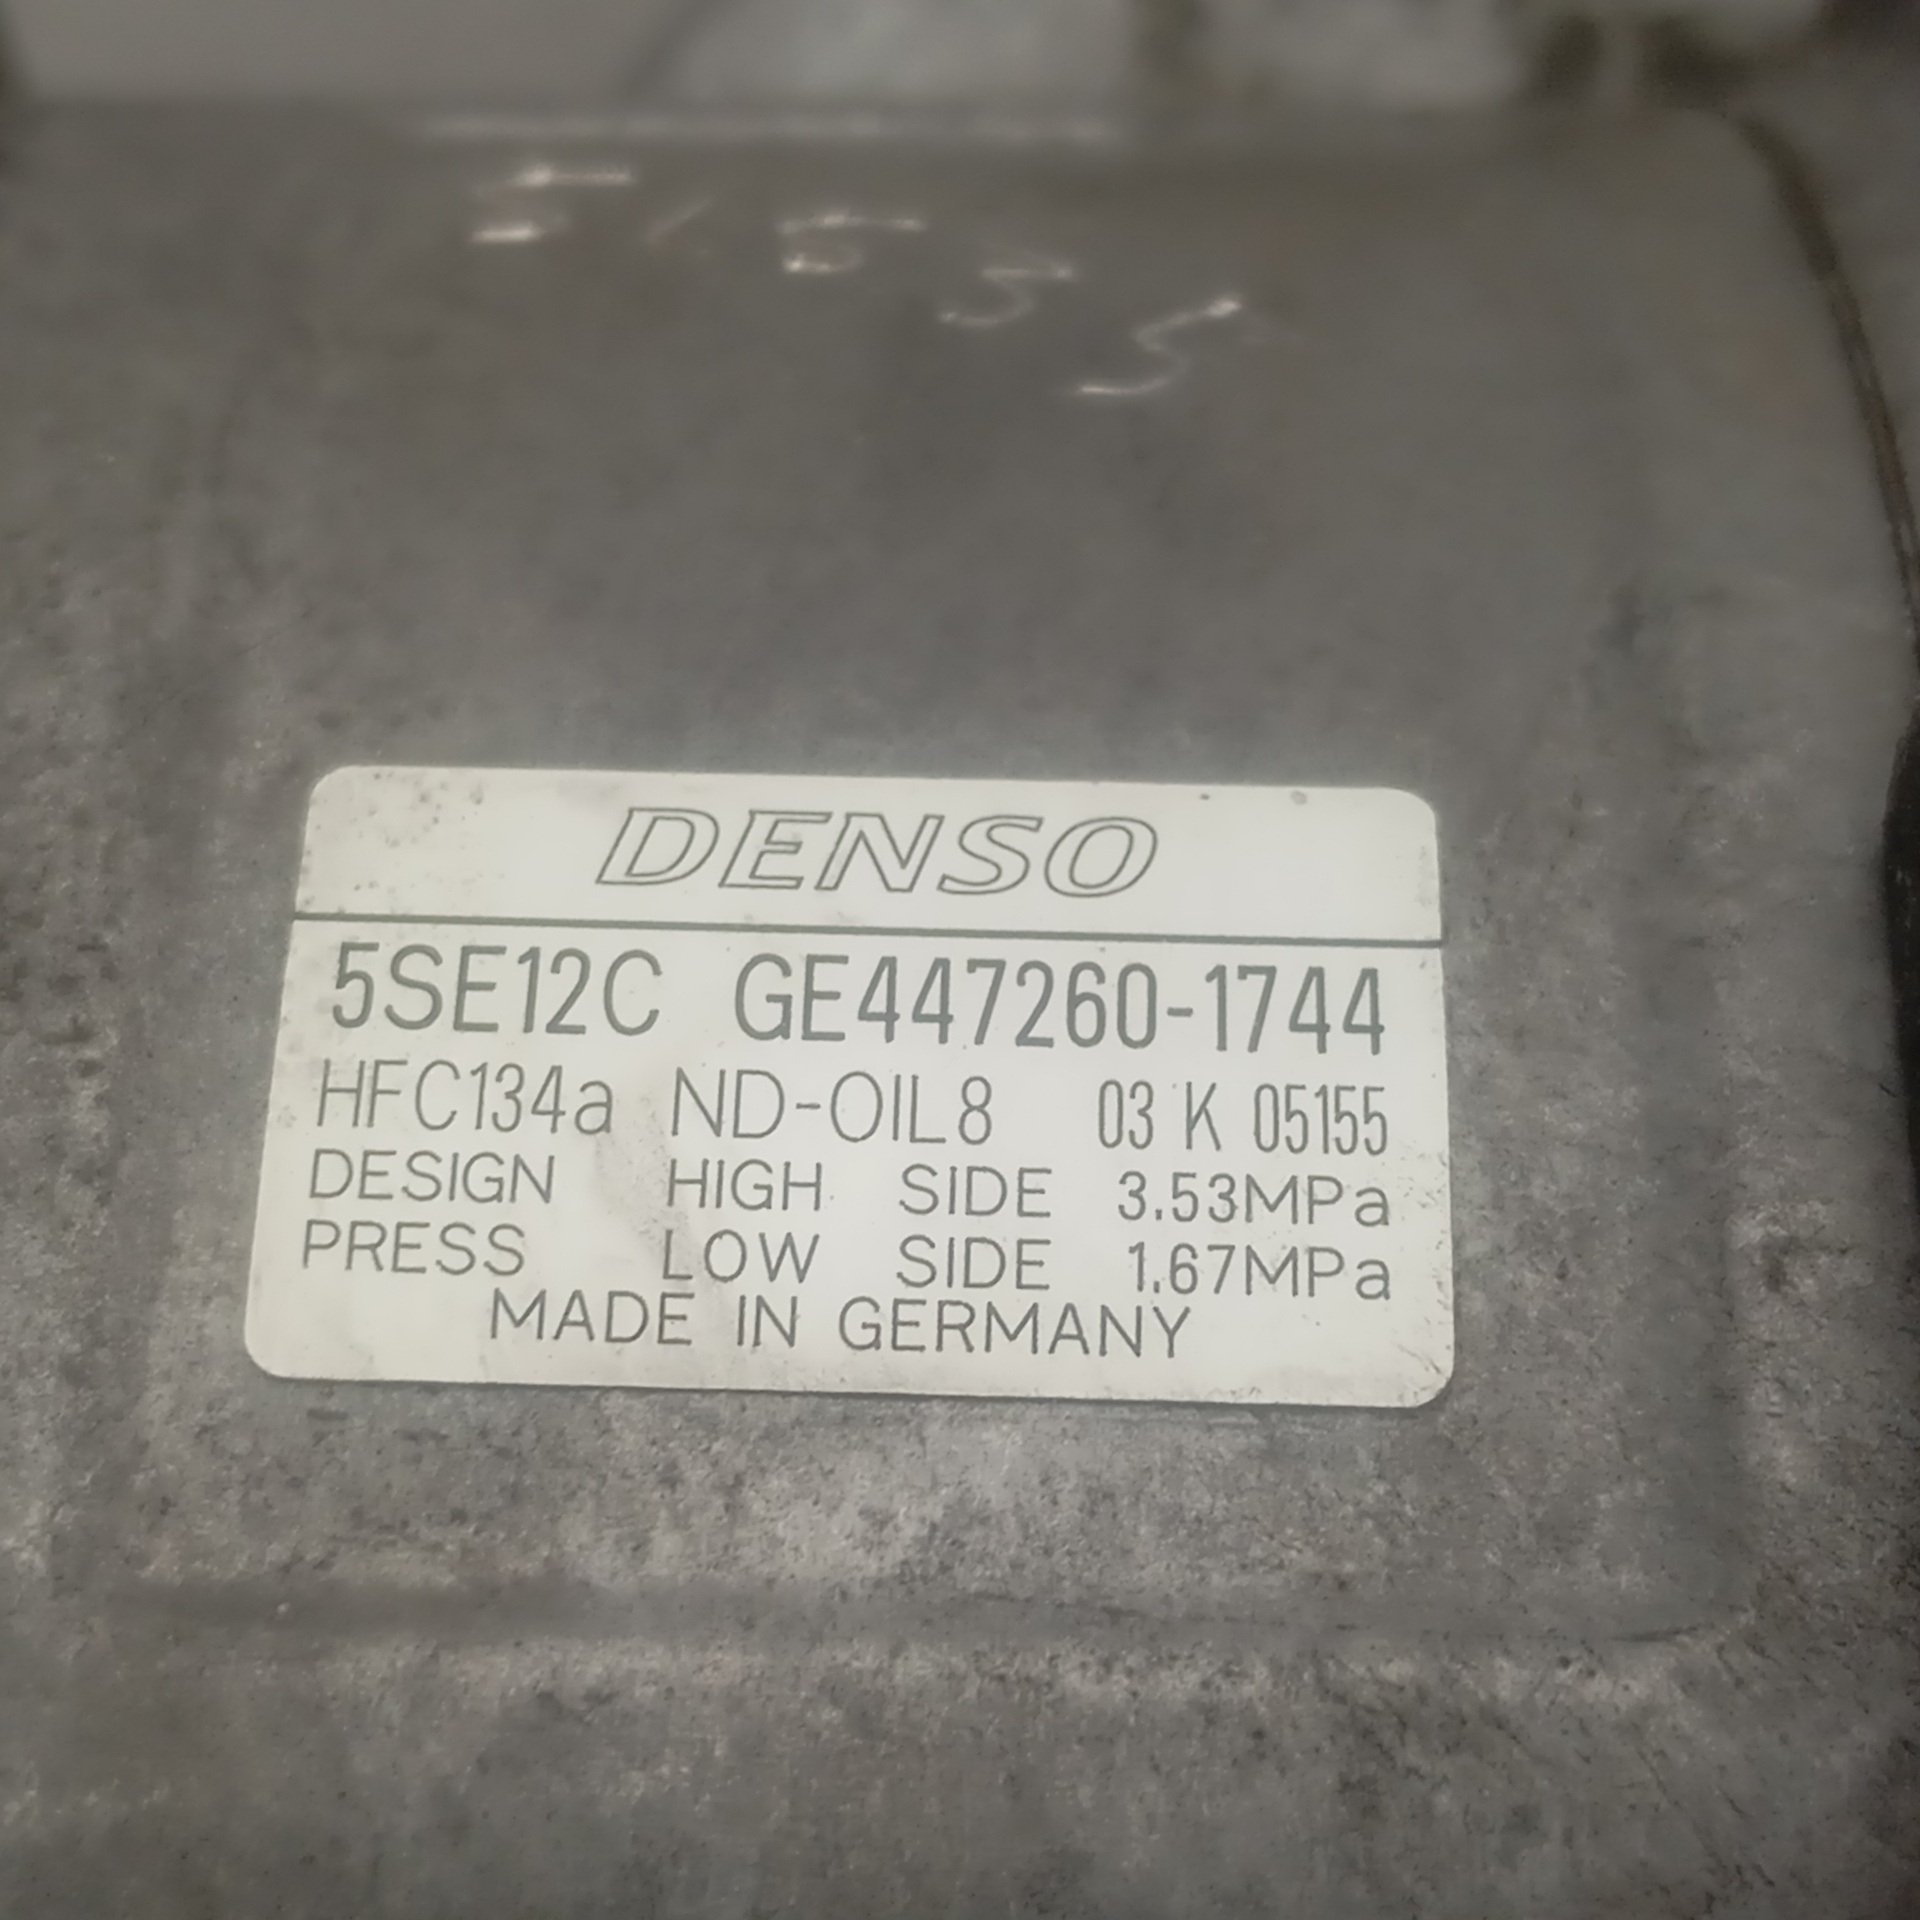 DENSO
5SE12C GE447260-1744
HFC134a ND-OIL8 03 K 05155
DESIGN HIGH SIDE 3.53MPa
PRESS LOW SIDE 1.67MPa
MADE IN GERMANY